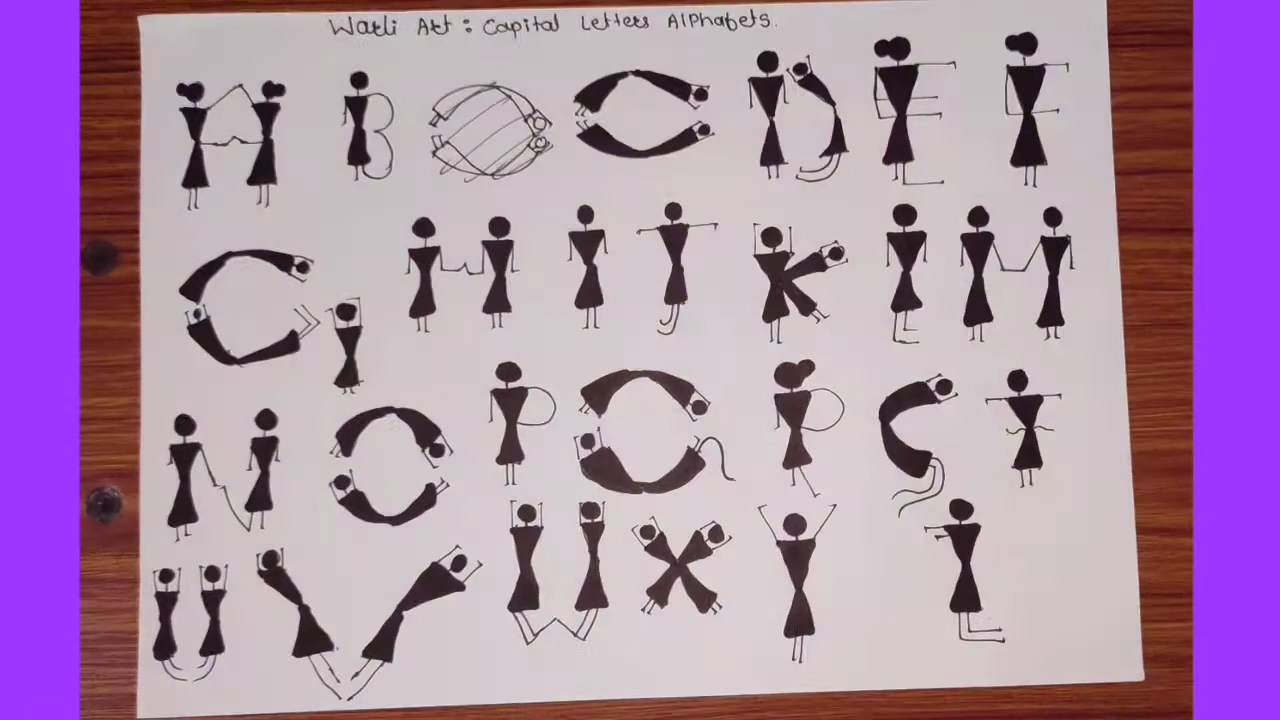 Warli Art : Capital Letters Alphabets.
A B C D E F
G H I J K L M
N O P Q R S T
U V W X Y Z